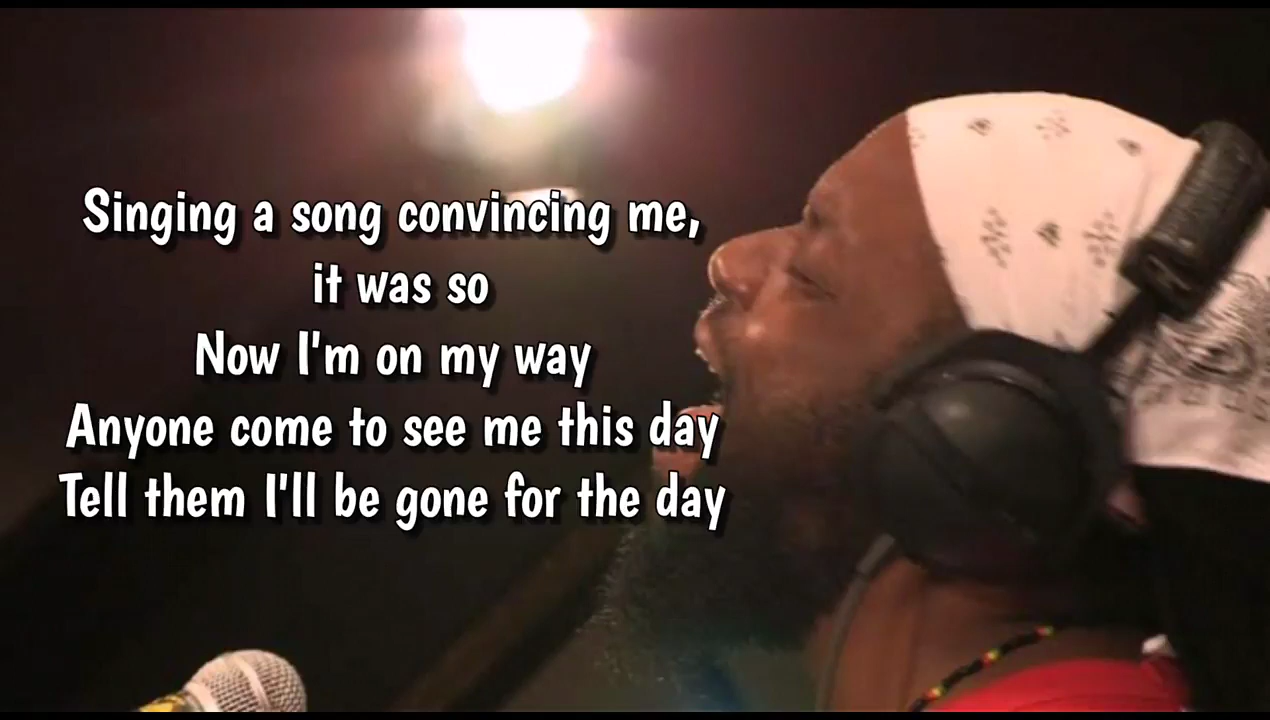 Singing a song convincing me,
it was so
Now I'm on my way
Anyone come to see me this day
Tell them I'll be gone for the day